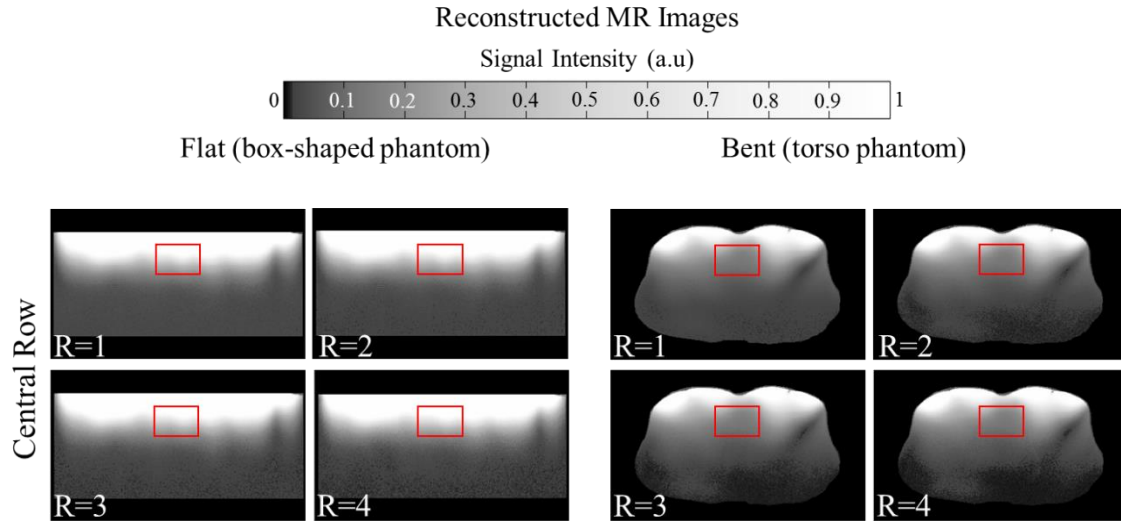 Reconstructed MR Images
Signal Intensity (a.u)
0 0.1 0.2 0.3 0.4 0.5 0.6 0.7 0.8 0.9 1
Flat (box-shaped phantom) Bent (torso phantom)
Central Row
R=1 R=2 R=1 R=2
R=3 R=4 R=3 R=4